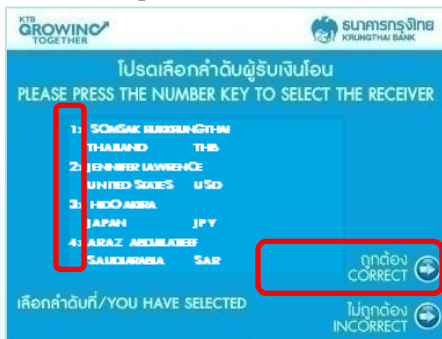 KTB
GROWING
TOGETHER
ธนาคารกรุงไทย
KRUNGTHAI BANK
โปรดเลือกลำดับผู้รับเงินโอน
PLEASE PRESS THE NUMBER KEY TO SELECT THE RECEIVER
1: SOMSAK
THAILAND THB
2: JENNIFER LAWRENCE
UNITED STATES USD
3: HIDO AKIRA
JAPAN JPY
4: ARAZ
SAUDI ARABIA SAR
ถูกต้อง
CORRECT
เลือกลำดับที่/YOU HAVE SELECTED
ไม่ถูกต้อง
INCORRECT